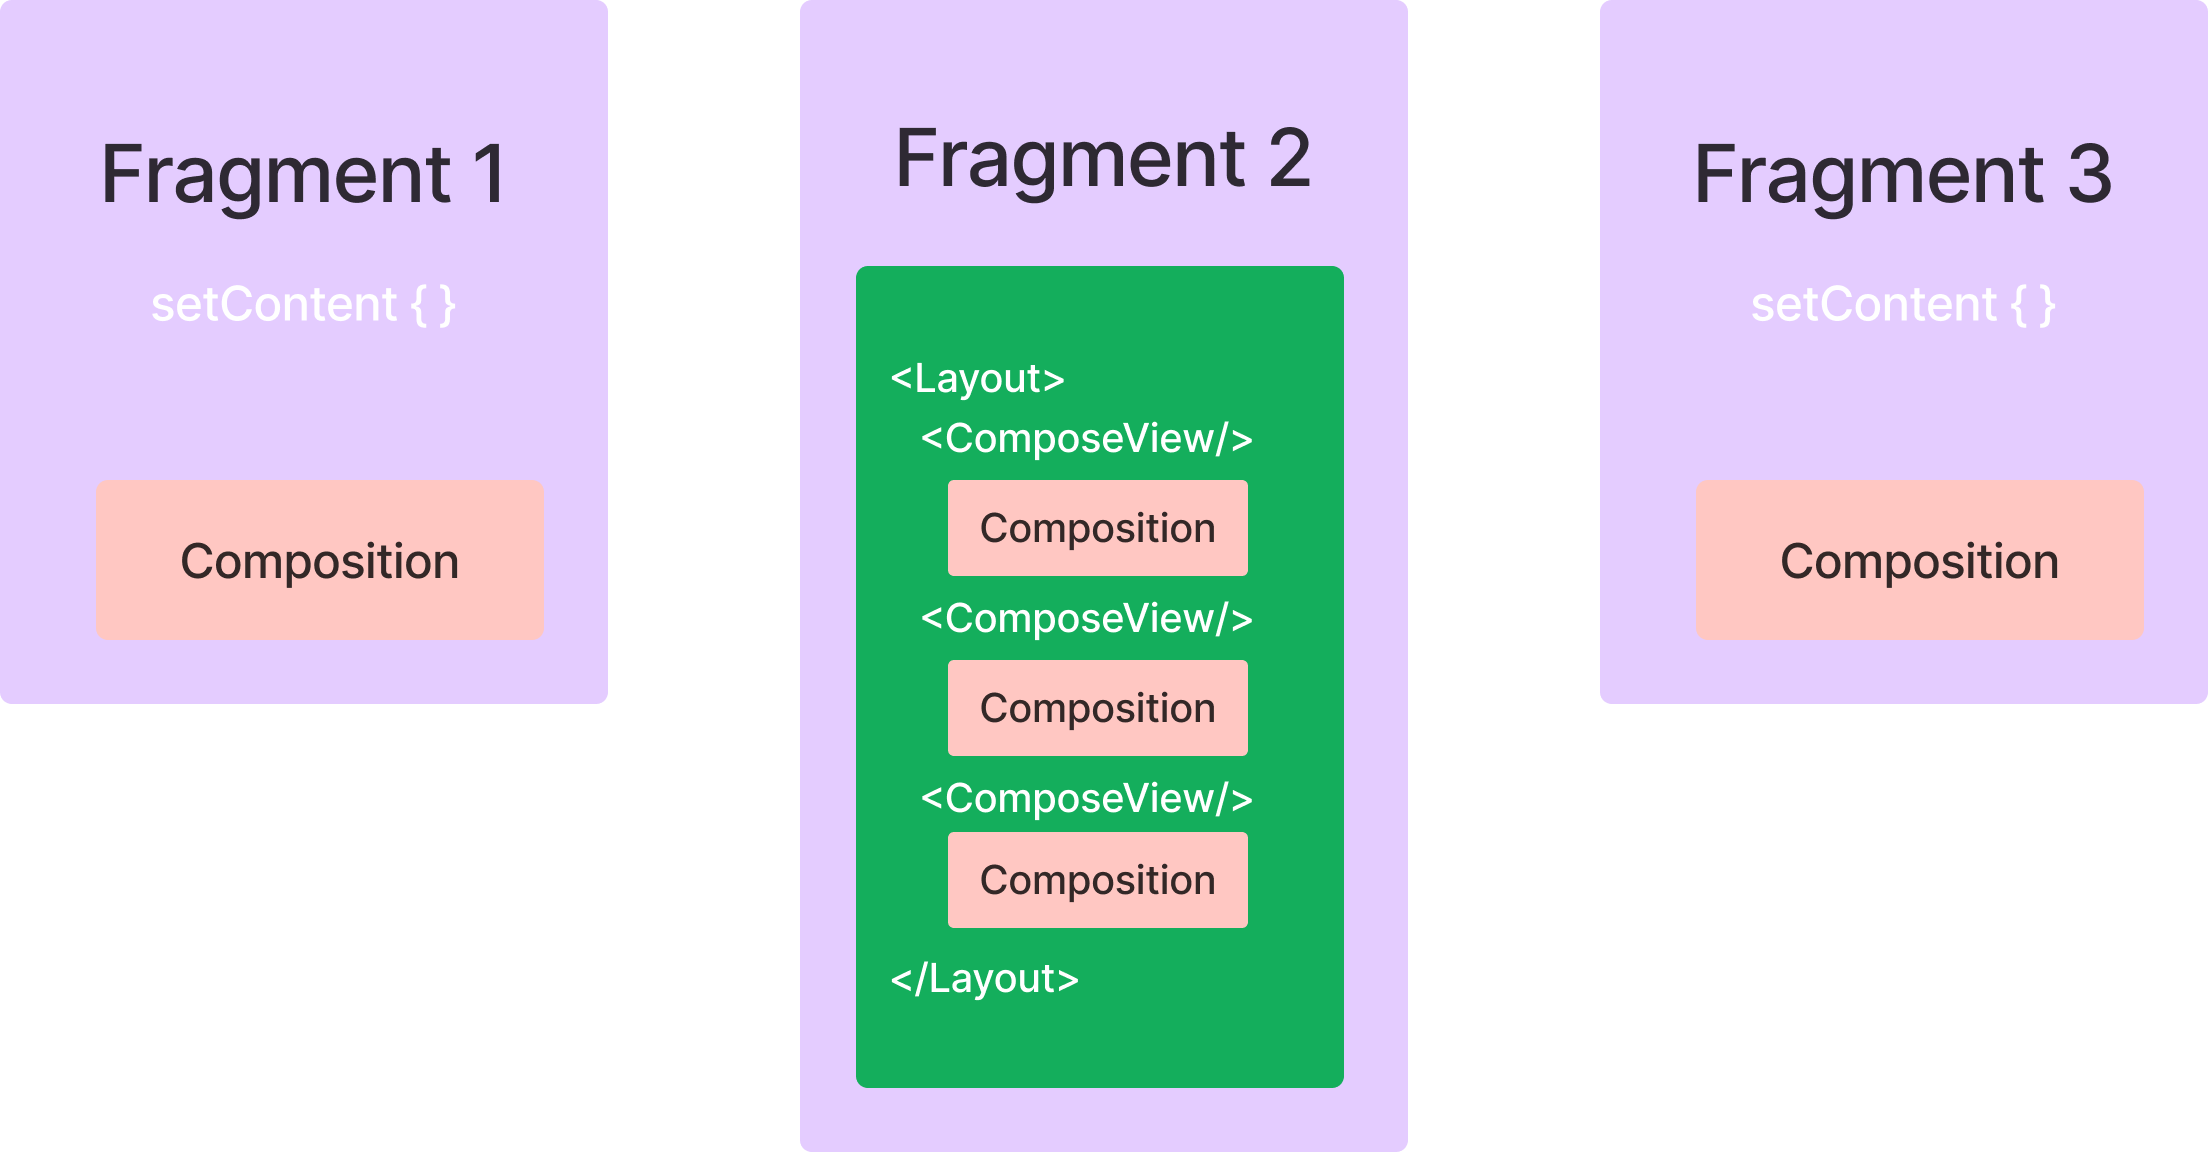 Fragment 1
setContent { }
Composition
Fragment 2
<Layout>
<ComposeView/>
Composition
<ComposeView/>
Composition
<ComposeView/>
Composition
</Layout>
Fragment 3
setContent { }
Composition